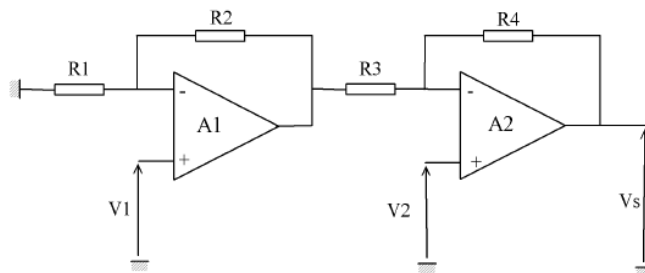 R2
R4
R1
R3
-
-
A1
A2
+
+
V1
V2
Vs